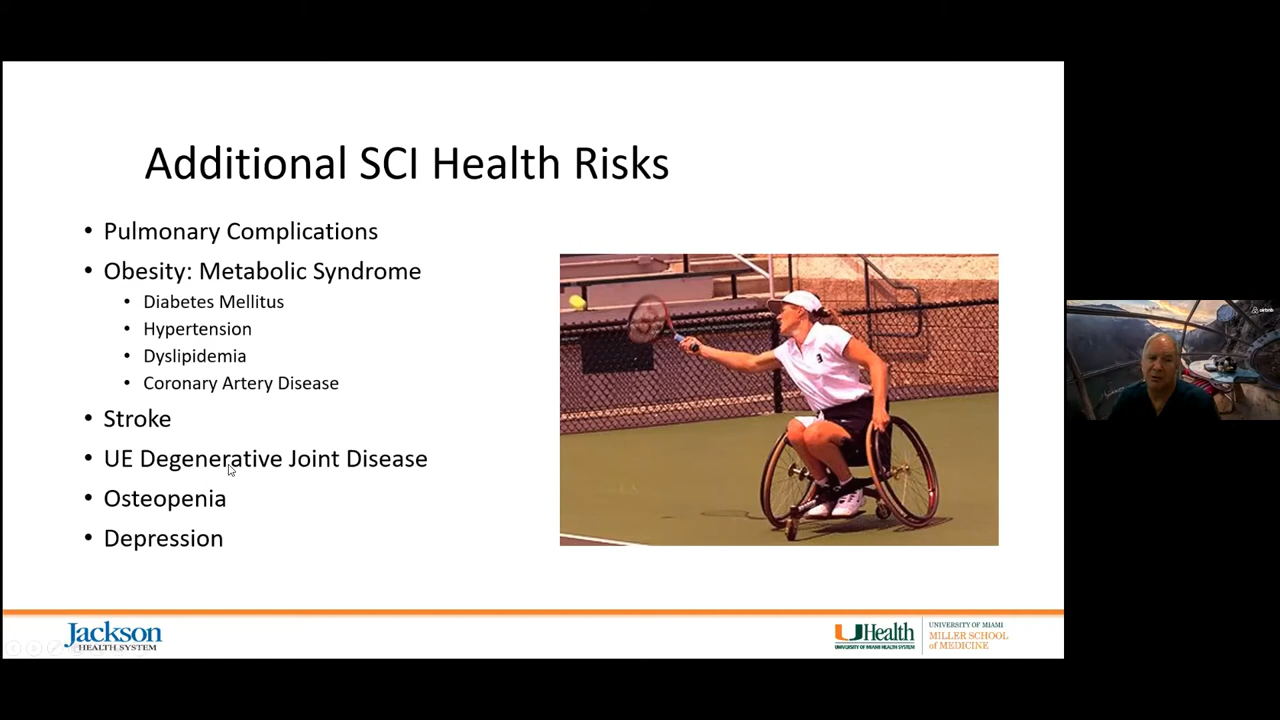 Additional SCI Health Risks
• Pulmonary Complications
• Obesity: Metabolic Syndrome
• Diabetes Mellitus
• Hypertension
• Dyslipidemia
• Coronary Artery Disease
• Stroke
• UE Degenerative Joint Disease
• Osteopenia
• Depression
Jackson
HEALTH SYSTEM
UHealth
UNIVERSITY OF MIAMI HEALTH SYSTEM
UNIVERSITY OF MIAMI
MILLER SCHOOL
of MEDICINE
airbnb